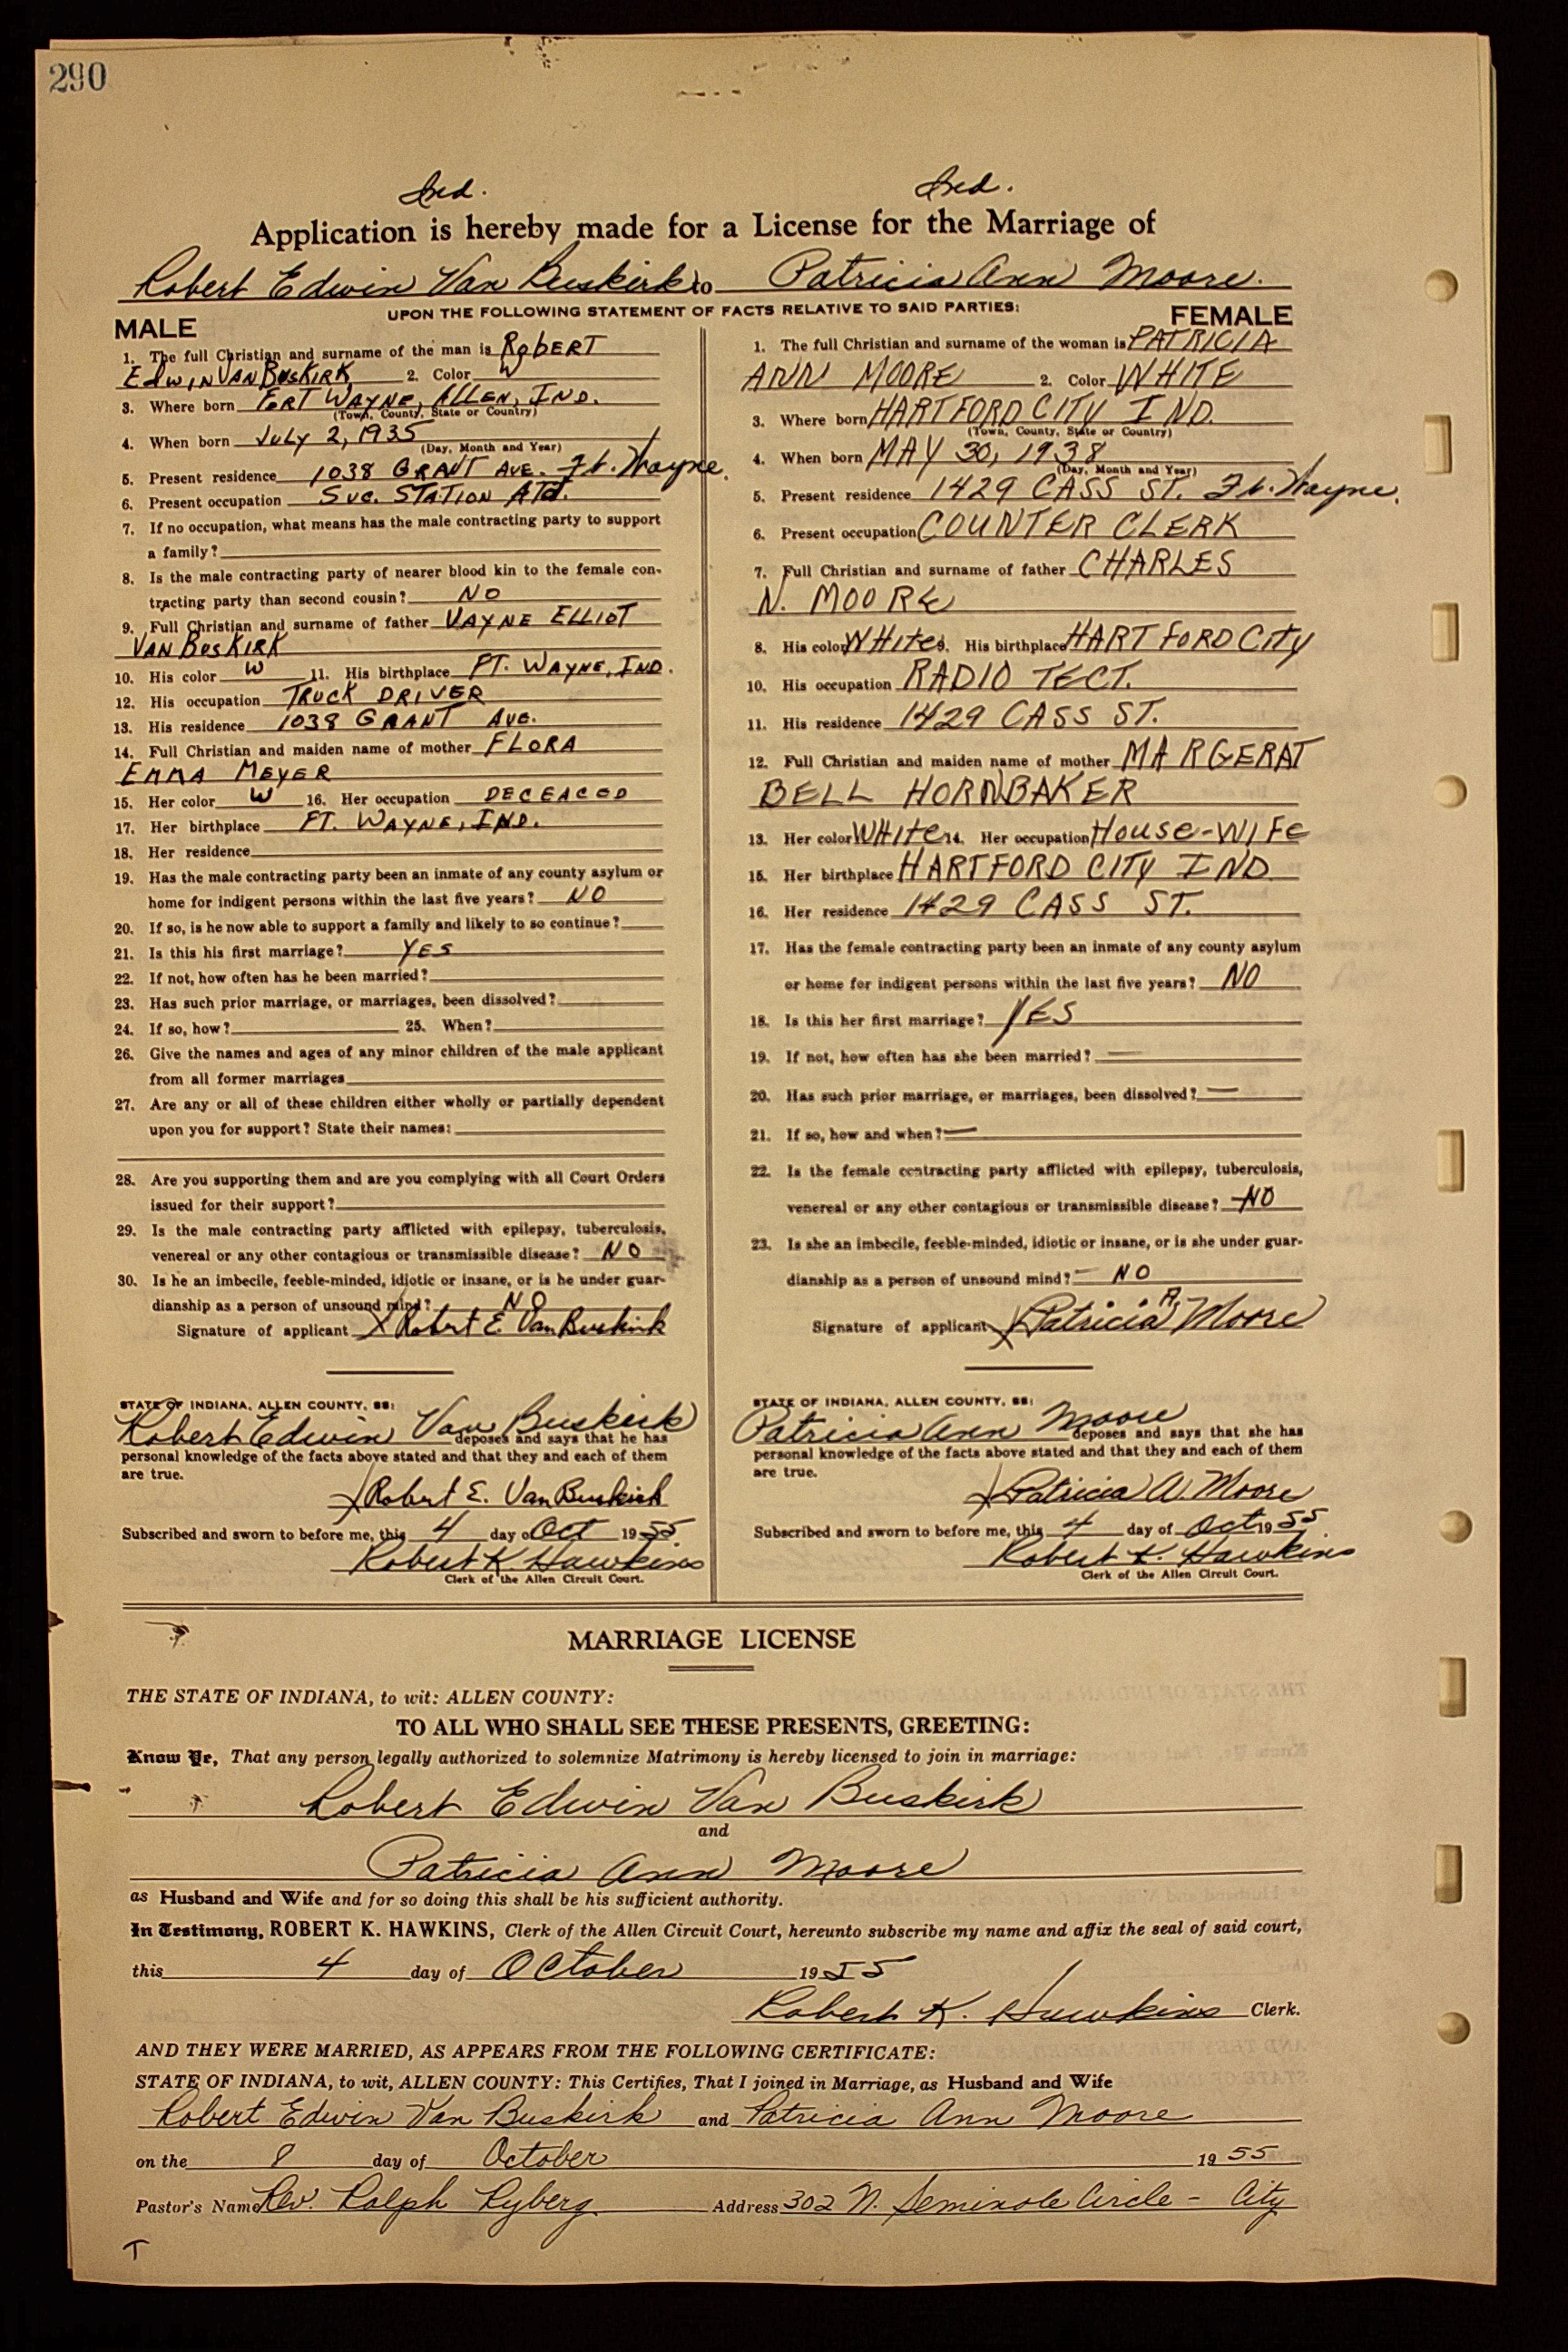 290
Ind. Ind.
Application is hereby made for a License for the Marriage of
Robert Edwin Van Buskirk to Patricia Ann Moore.
UPON THE FOLLOWING STATEMENT OF FACTS RELATIVE TO SAID PARTIES:
MALE
1. The full Christian and surname of the man is ROBERT
EDWIN VAN BUSKIRK 2. Color W
3. Where born FORT WAYNE, ALLEN, IND.
(Town, County, State or Country)
4. When born JULY 2, 1935
(Day, Month and Year)
5. Present residence 1038 GRANT AVE. Ft. Wayne.
6. Present occupation SVC. STATION ATD.
7. If no occupation, what means has the male contracting party to support
a family?
8. Is the male contracting party of nearer blood kin to the female con-
tracting party than second cousin? NO
9. Full Christian and surname of father VAYNE ELLIOT
VAN BUSKIRK
10. His color W 11. His birthplace FT. WAYNE, IND.
12. His occupation TRUCK DRIVER
13. His residence 1038 GRANT AVE.
14. Full Christian and maiden name of mother FLORA
EMMA MEYER
15. Her color W 16. Her occupation DECEACED
17. Her birthplace FT. WAYNE, IND.
18. Her residence
19. Has the male contracting party been an inmate of any county asylum or
home for indigent persons within the last five years? NO
20. If so, is he now able to support a family and likely to so continue?
21. Is this his first marriage? YES
22. If not, how often has he been married?
23. Has such prior marriage, or marriages, been dissolved?
24. If so, how? 25. When?
26. Give the names and ages of any minor children of the male applicant
from all former marriages
27. Are any or all of these children either wholly or partially dependent
upon you for support? State their names:
28. Are you supporting them and are you complying with all Court Orders
issued for their support?
29. Is the male contracting party afflicted with epilepsy, tuberculosis,
venereal or any other contagious or transmissible disease? NO
30. Is he an imbecile, feeble-minded, idiotic or insane, or is he under guar-
dianship as a person of unsound mind? NO
Signature of applicant X Robert E. Van Buskirk
STATE OF INDIANA, ALLEN COUNTY, SS:
Robert Edwin Van Buskirk deposes and says that he has
personal knowledge of the facts above stated and that they and each of them
are true.
X Robert E. Van Buskirk
Subscribed and sworn to before me, this 4 day of Oct 1955.
Robert K. Hawkins
Clerk of the Allen Circuit Court.
FEMALE
1. The full Christian and surname of the woman is PATRICIA
ANN MOORE 2. Color WHITE
3. Where born HARTFORD CITY IND.
(Town, County, State or Country)
4. When born MAY 30, 1938
(Day, Month and Year)
5. Present residence 1429 CASS ST. Ft. Wayne.
6. Present occupation COUNTER CLERK
7. Full Christian and surname of father CHARLES
N. MOORE
8. His color WHITE 9. His birthplace HARTFORD CITY
10. His occupation RADIO TECT.
11. His residence 1429 CASS ST.
12. Full Christian and maiden name of mother MARGERAT
BELL HORNBAKER
13. Her color WHITE 14. Her occupation HOUSE-WIFE
15. Her birthplace HARTFORD CITY IND
16. Her residence 1429 CASS ST.
17. Has the female contracting party been an inmate of any county asylum
or home for indigent persons within the last five years? NO
18. Is this her first marriage? YES
19. If not, how often has she been married? —
20. Has such prior marriage, or marriages, been dissolved? —
21. If so, how and when? —
22. Is the female contracting party afflicted with epilepsy, tuberculosis,
venereal or any other contagious or transmissible disease? NO
23. Is she an imbecile, feeble-minded, idiotic or insane, or is she under guar-
dianship as a person of unsound mind? - NO
Signature of applicant X Patricia A. Moore
STATE OF INDIANA, ALLEN COUNTY, SS:
Patricia Ann Moore deposes and says that she has
personal knowledge of the facts above stated and that they and each of them
are true.
X Patricia A. Moore
Subscribed and sworn to before me, this 4 day of Oct 1955.
Robert K. Hawkins
Clerk of the Allen Circuit Court.
MARRIAGE LICENSE
THE STATE OF INDIANA, to wit: ALLEN COUNTY:
TO ALL WHO SHALL SEE THESE PRESENTS, GREETING:
Know Ye, That any person legally authorized to solemnize Matrimony is hereby licensed to join in marriage:
Robert Edwin Van Buskirk
and
Patricia Ann Moore
as Husband and Wife and for so doing this shall be his sufficient authority.
In Testimony, ROBERT K. HAWKINS, Clerk of the Allen Circuit Court, hereunto subscribe my name and affix the seal of said court,
this 4 day of October 1955
Robert K. Hawkins Clerk.
AND THEY WERE MARRIED, AS APPEARS FROM THE FOLLOWING CERTIFICATE:
STATE OF INDIANA, to wit, ALLEN COUNTY: This Certifies, That I joined in Marriage, as Husband and Wife
Robert Edwin Van Buskirk and Patricia Ann Moore
on the 8 day of October 1955
Pastor's Name Rev. Ralph Ryberg Address 302 N. Seminole Circle - City
T